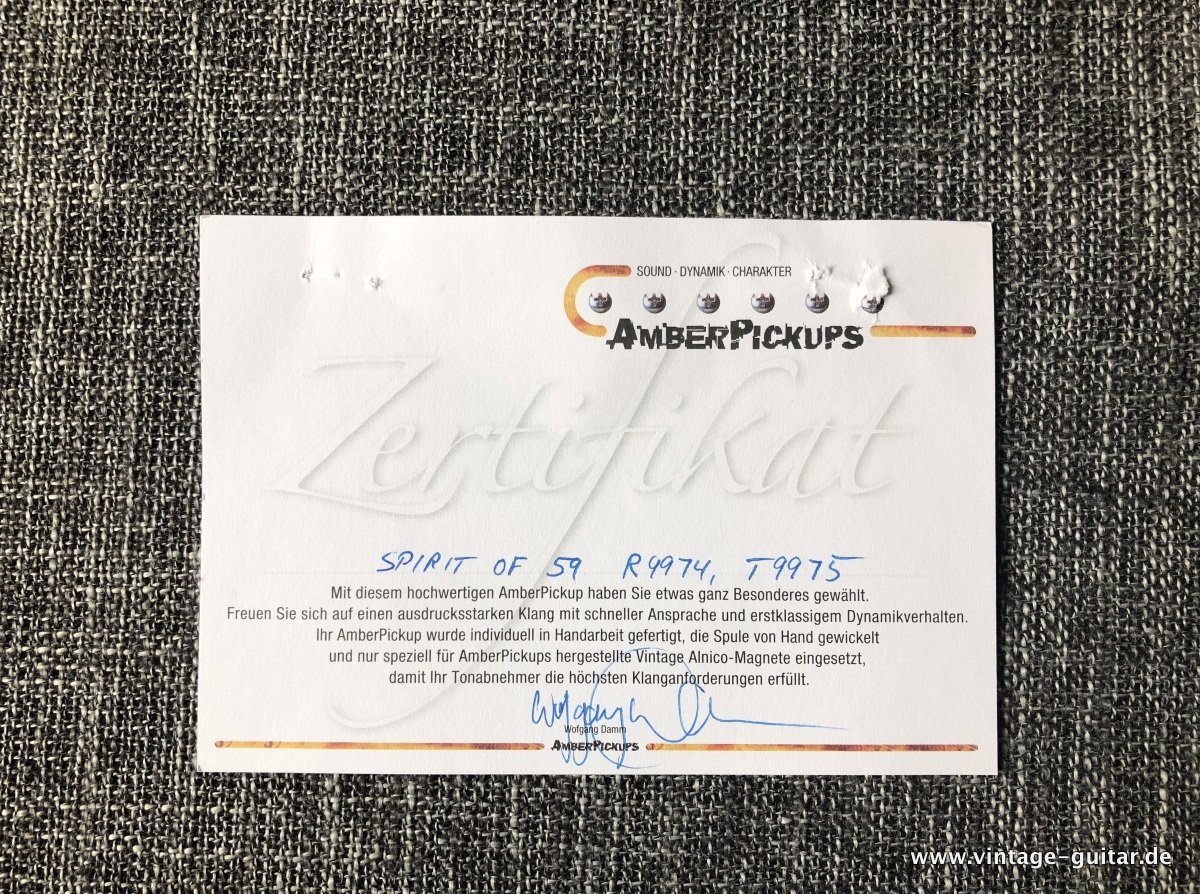 SOUND · DYNAMIK · CHARAKTER
AMBERPICKUPS
Zertifikat
SPIRIT OF 59 R9974, T9975
Mit diesem hochwertigen AmberPickup haben Sie etwas ganz Besonderes gewählt.
Freuen Sie sich auf einen ausdrucksstarken Klang mit schneller Ansprache und erstklassigem Dynamikverhalten.
Ihr AmberPickup wurde individuell in Handarbeit gefertigt, die Spule von Hand gewickelt
und nur speziell für AmberPickups hergestellte Vintage Alnico-Magnete eingesetzt,
damit Ihr Tonabnehmer die höchsten Klanganforderungen erfüllt.
Wofgang Damm
AMBERPICKUPS
www.vintage-guitar.de